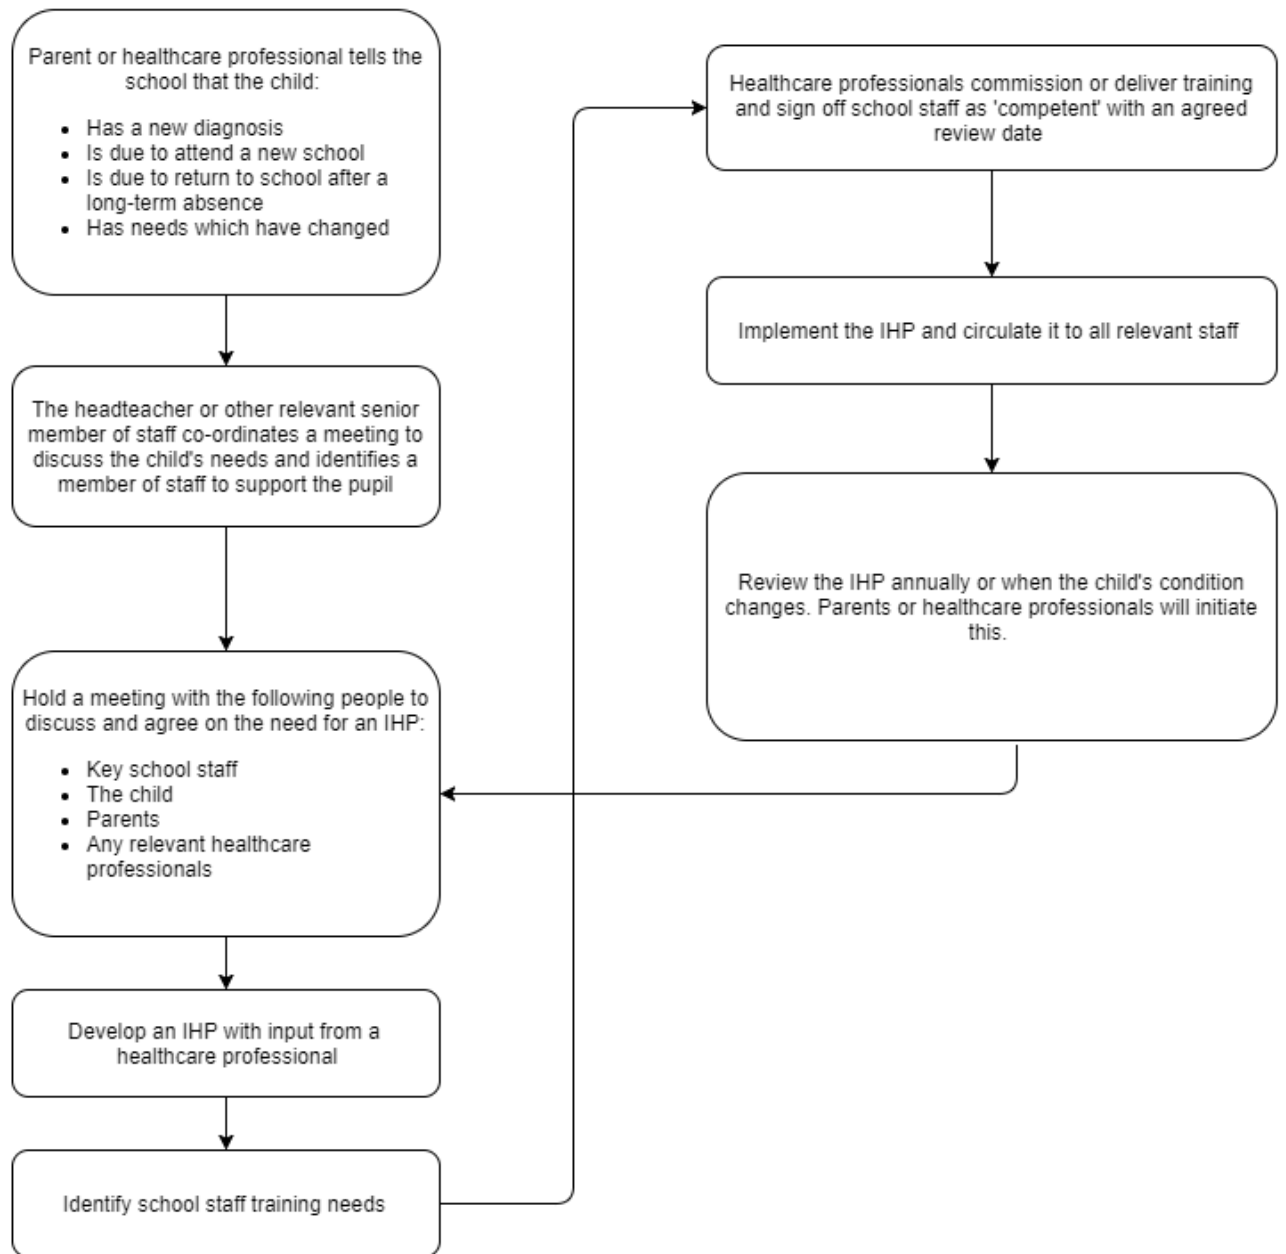 Parent or healthcare professional tells the
school that the child:
• Has a new diagnosis
• Is due to attend a new school
• Is due to return to school after a
long-term absence
• Has needs which have changed
The headteacher or other relevant senior
member of staff co-ordinates a meeting to
discuss the child's needs and identifies a
member of staff to support the pupil
Hold a meeting with the following people to
discuss and agree on the need for an IHP:
• Key school staff
• The child
• Parents
• Any relevant healthcare
professionals
Develop an IHP with input from a
healthcare professional
Identify school staff training needs
Healthcare professionals commission or deliver training
and sign off school staff as 'competent' with an agreed
review date
Implement the IHP and circulate it to all relevant staff
Review the IHP annually or when the child's condition
changes. Parents or healthcare professionals will initiate
this.